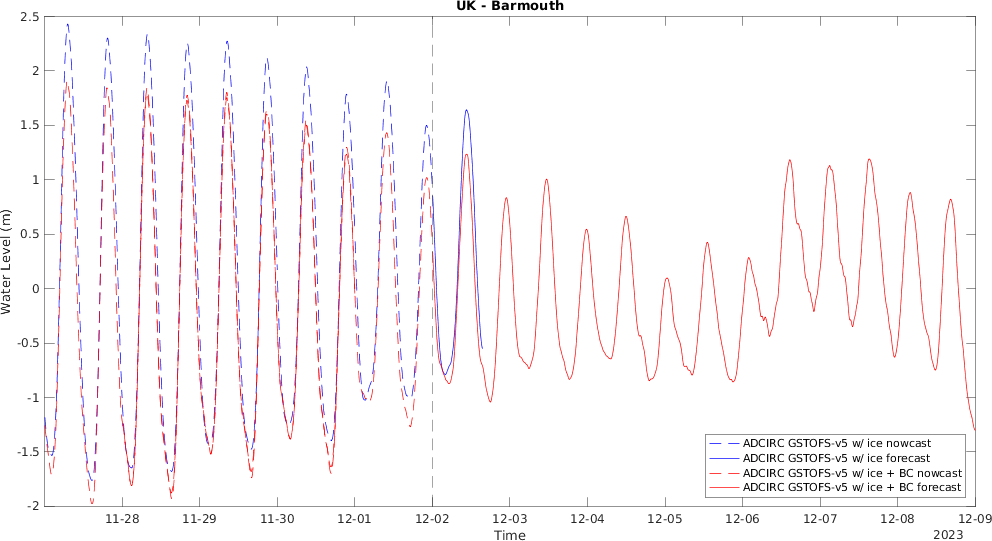 UK - Barmouth
2.5
2
1.5
1
0.5
0
-0.5
-1
-1.5
-2
Water Level (m)
ADCIRC GSTOFS-v5 w/ ice nowcast
ADCIRC GSTOFS-v5 w/ ice forecast
ADCIRC GSTOFS-v5 w/ ice + BC nowcast
ADCIRC GSTOFS-v5 w/ ice + BC forecast
11-28 11-29 11-30 12-01 12-02 12-03 12-04 12-05 12-06 12-07 12-08 12-09
Time
2023